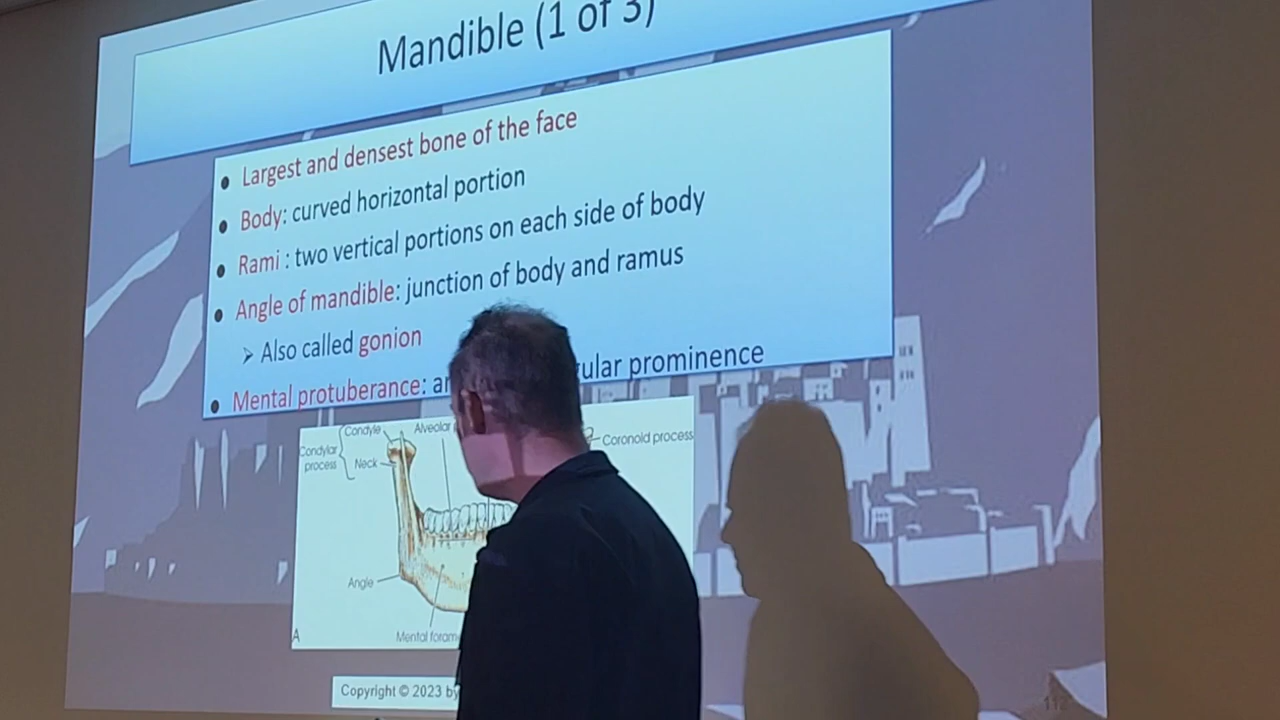 Mandible (1 of 3)
● Largest and densest bone of the face
● Body: curved horizontal portion
● Rami : two vertical portions on each side of body
● Angle of mandible: junction of body and ramus
➢ Also called gonion
● Mental protuberance: prominence
Condyle
Alveolar
Coronoid process
Condylar
process
Neck
Angle
Mental
A
Copyright © 2023 by
112